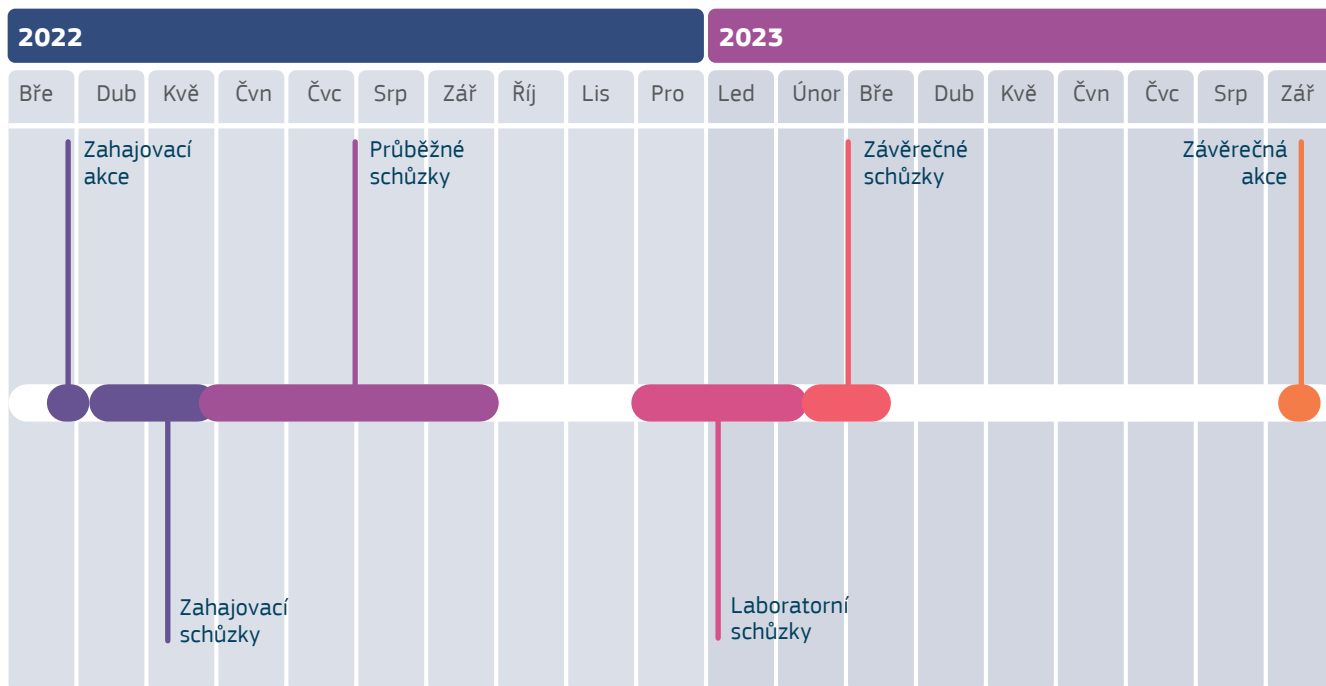 2022
2023
Bře Dub Kvě Čvn Čvc Srp Zář Říj Lis Pro Led Únor Bře Dub Kvě Čvn Čvc Srp Zář
Zahajovací
akce
Průběžné
schůzky
Závěrečné
schůzky
Závěrečná
akce
Zahajovací
schůzky
Laboratorní
schůzky